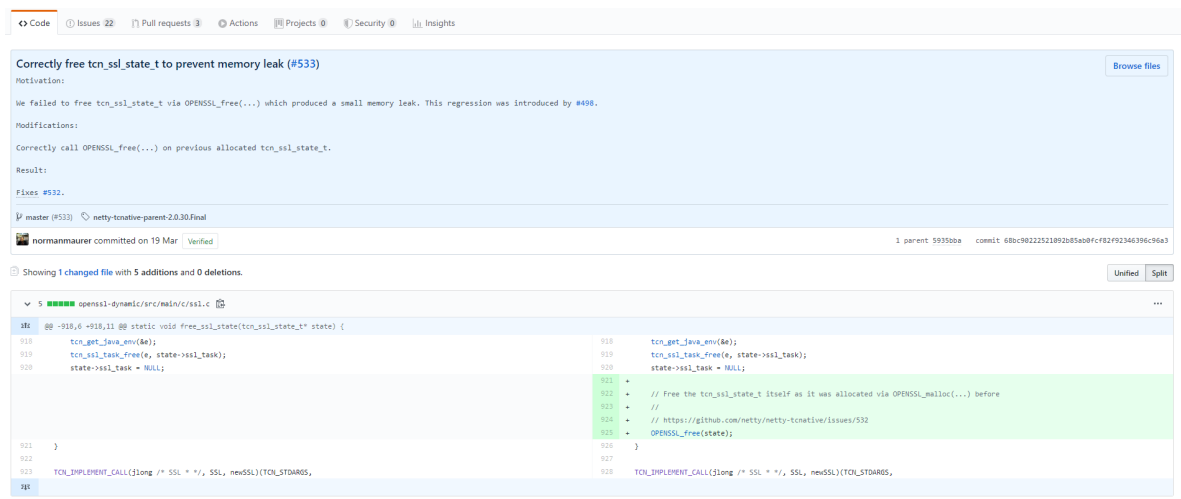 Code Issues 22 Pull requests 3 Actions Projects 0 Security 0 Insights
Correctly free tcn_ssl_state_t to prevent memory leak (#533)
Browse files
Motivation:
We failed to free tcn_ssl_state_t via OPENSSL_free(...) which produced a small memory leak. This regression was introduced by #498.
Modifications:
Correctly call OPENSSL_free(...) on previous allocated tcn_ssl_state_t.
Result:
Fixes #532.
master (#533) netty-tcnative-parent-2.0.30.Final
normanmaurer committed on 19 Mar Verified
1 parent 5935bba commit 68bc90222521092b85ab0fcf82f92346396c96a3
Showing 1 changed file with 5 additions and 0 deletions.
Unified Split
5 openssl-dynamic/src/main/c/ssl.c
@@ -918,6 +918,11 @@ static void free_ssl_state(tcn_ssl_state_t* state) {
918 tcn_get_java_env(&e); 918 tcn_get_java_env(&e);
919 tcn_ssl_task_free(e, state->ssl_task); 919 tcn_ssl_task_free(e, state->ssl_task);
920 state->ssl_task = NULL; 920 state->ssl_task = NULL;
921 +
922 + // Free the tcn_ssl_state_t itself as it was allocated via OPENSSL_malloc(...) before
923 + //
924 + // https://github.com/netty/netty-tcnative/issues/532
925 + OPENSSL_free(state);
921 } 926 }
922 927
923 TCN_IMPLEMENT_CALL(jlong /* SSL * */, SSL, newSSL)(TCN_STDARGS, 928 TCN_IMPLEMENT_CALL(jlong /* SSL * */, SSL, newSSL)(TCN_STDARGS,